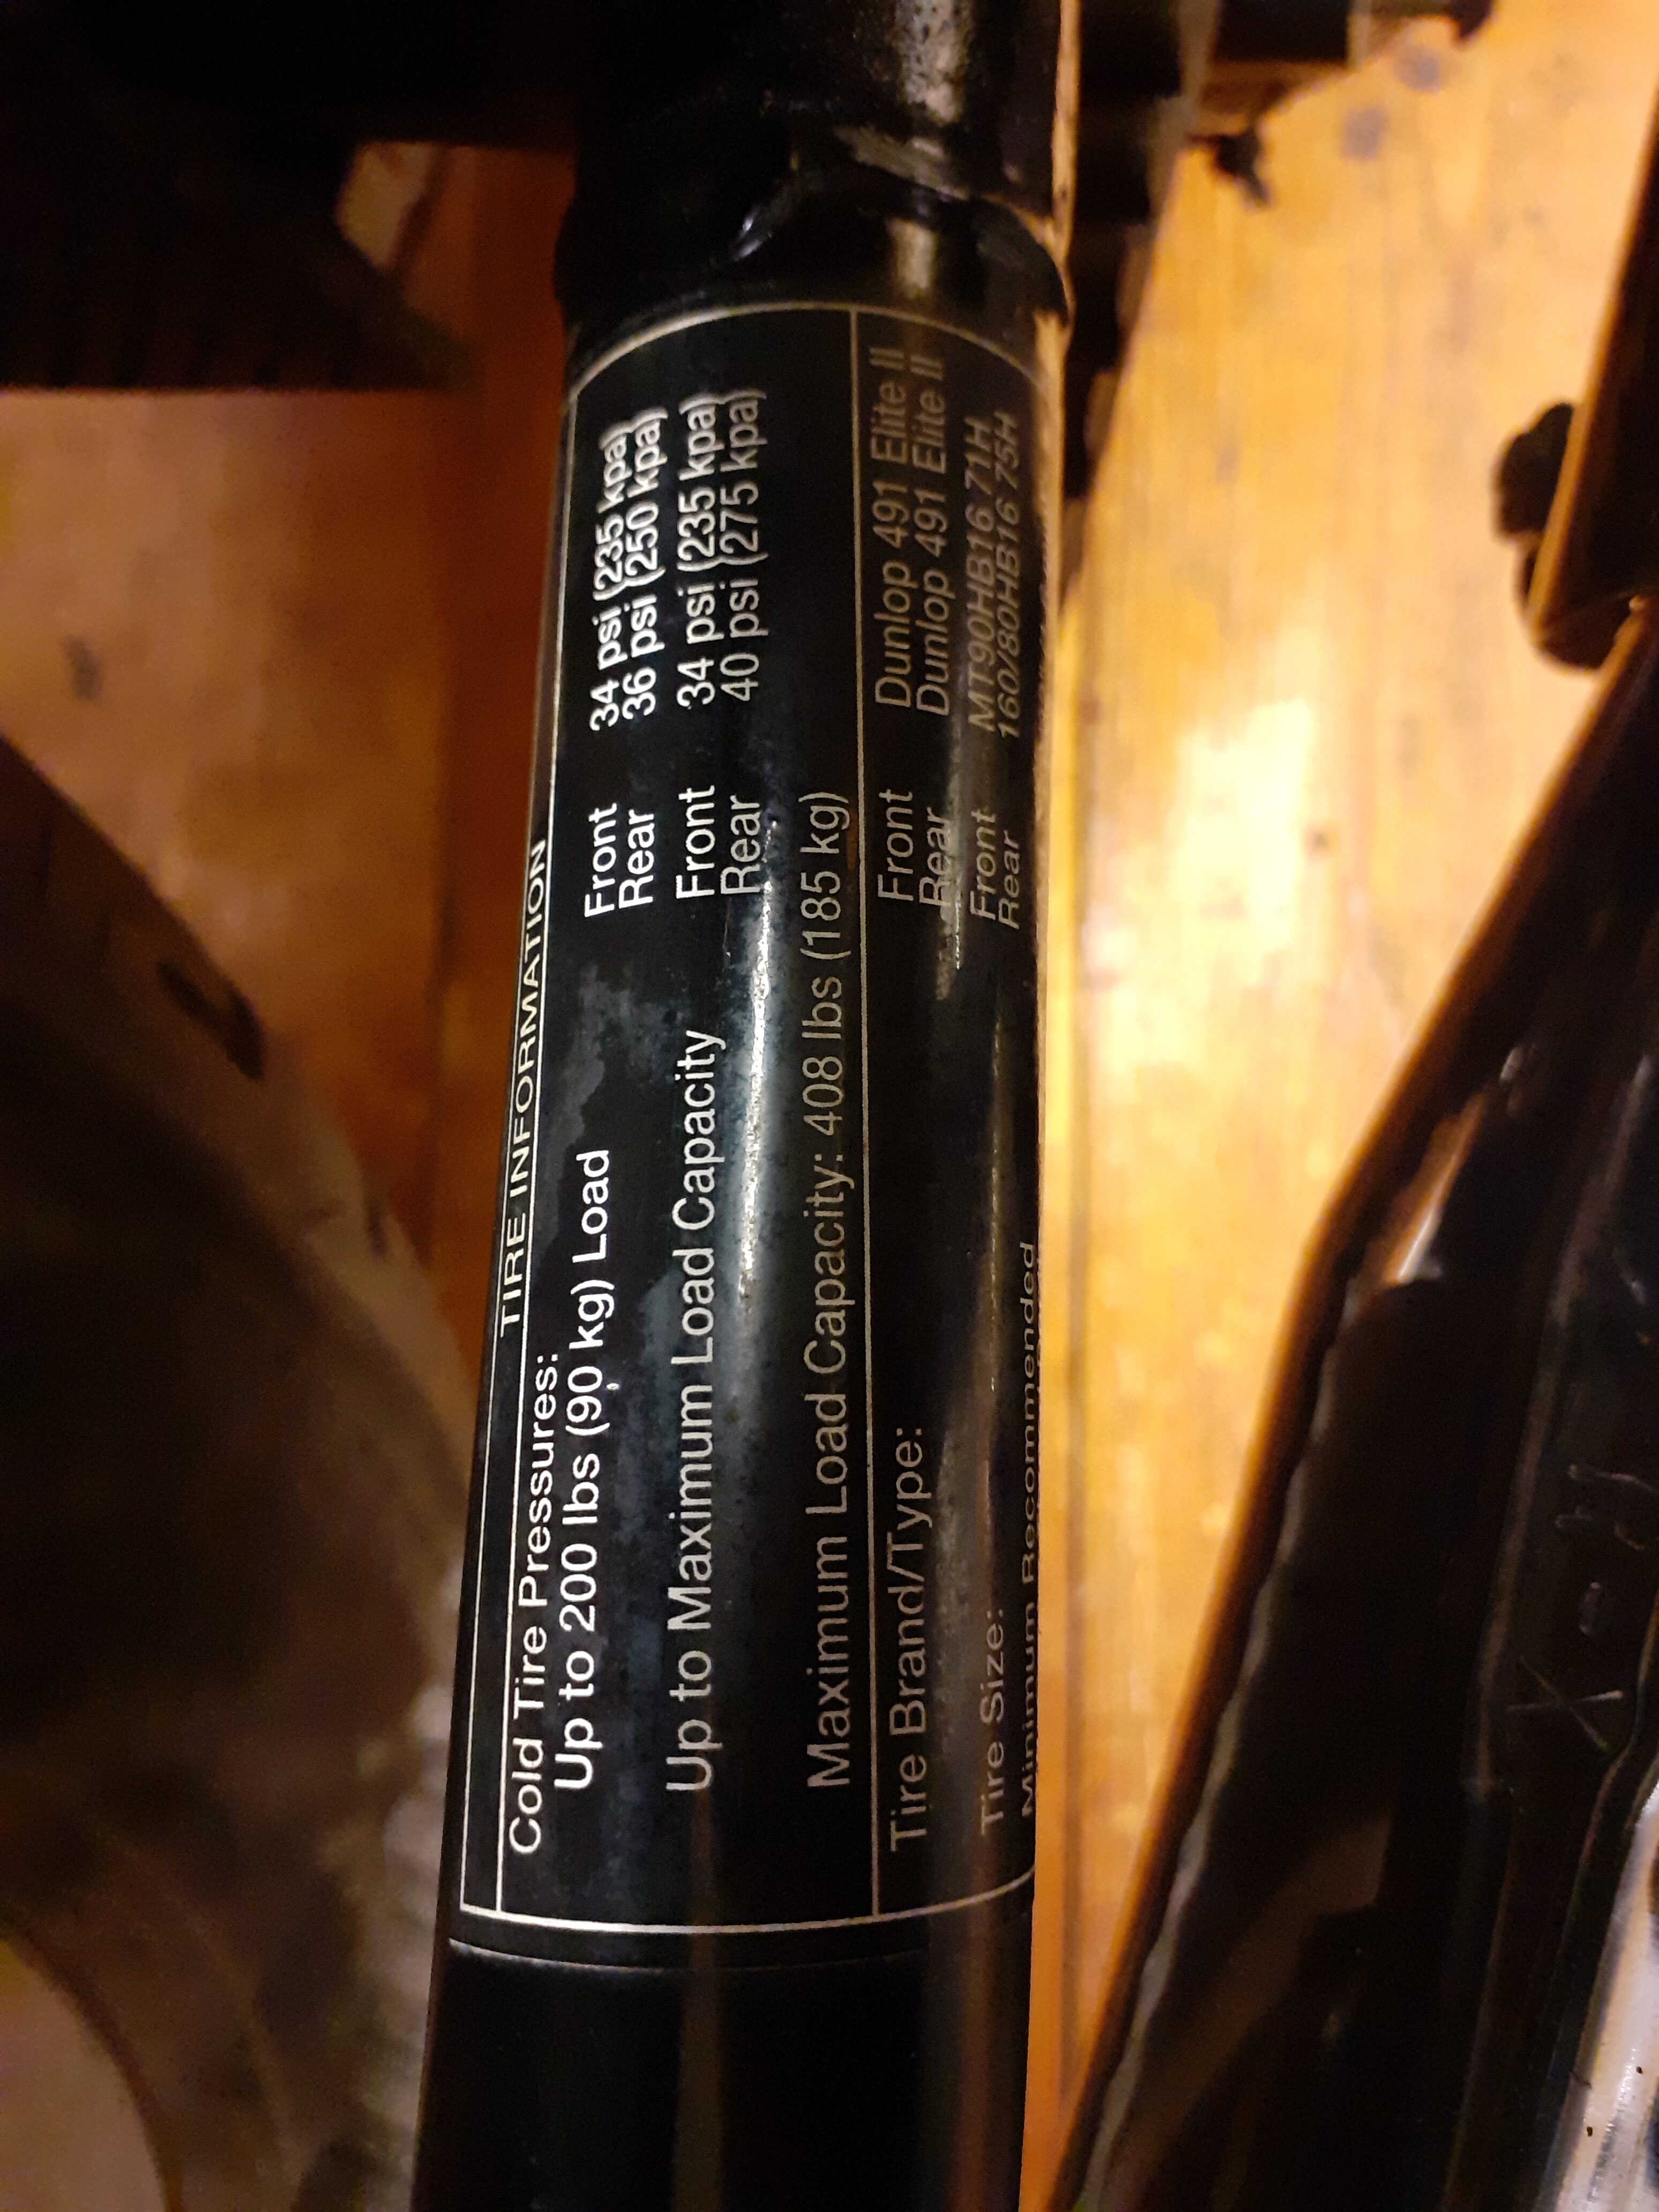 TIRE INFORMATION
Cold Tire Pressures:
Up to 200 lbs (90 kg) Load Front 34 psi (235 kpa)
Rear 36 psi (250 kpa)
Up to Maximum Load Capacity Front 34 psi (235 kpa)
Rear 40 psi (275 kpa)
Maximum Load Capacity: 408 lbs (185 kg)
Tire Brand/Type: Front Dunlop 491 Elite II
Rear Dunlop 491 Elite II
Tire Size: Front MT90HB16 71H
Rear 160/80HB16 75H
Minimum Recommended